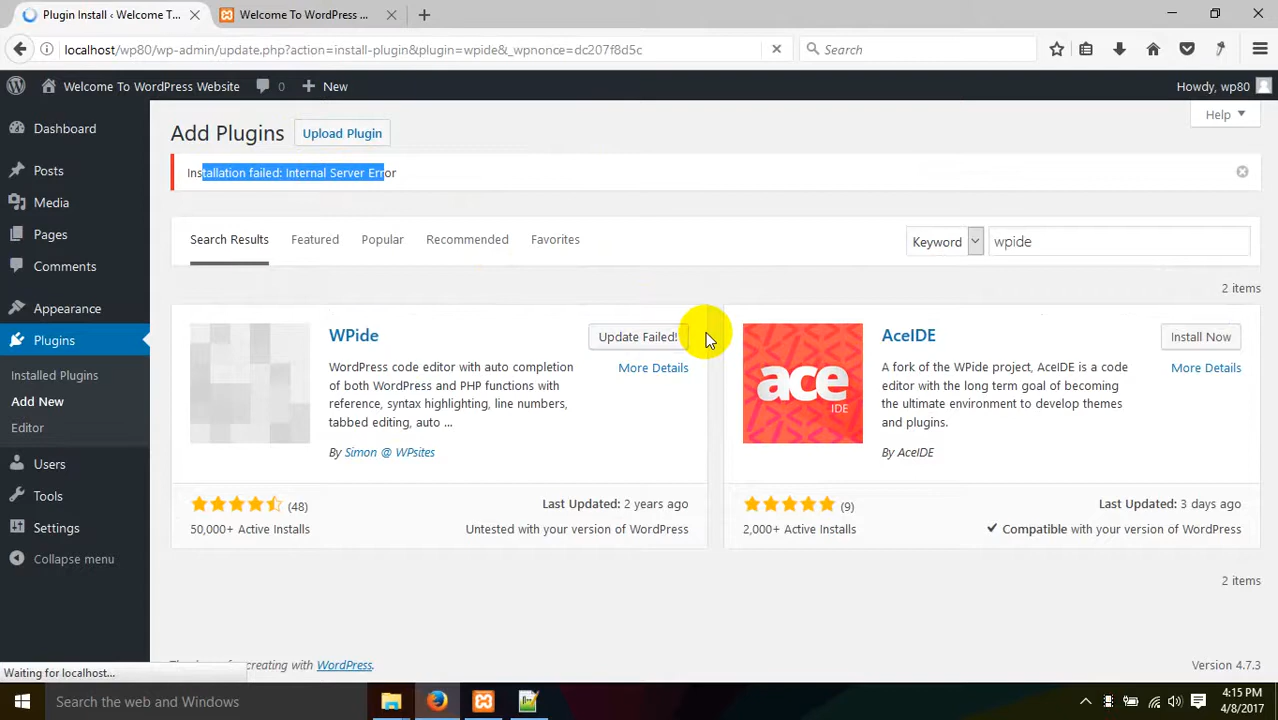 Plugin Install ‹ Welcome T...
Welcome To WordPress ...
localhost/wp80/wp-admin/update.php?action=install-plugin&plugin=wpide&_wpnonce=dc207f8d5c
Search
Welcome To WordPress Website
0
New
Howdy, wp80
Dashboard
Posts
Media
Pages
Comments
Appearance
Plugins
Installed Plugins
Add New
Editor
Users
Tools
Settings
Collapse menu
Help
Add Plugins
Upload Plugin
Installation failed: Internal Server Error
Search Results
Featured
Popular
Recommended
Favorites
Keyword
wpide
2 items
WPide
Update Failed!
More Details
WordPress code editor with auto completion
of both WordPress and PHP functions with
reference, syntax highlighting, line numbers,
tabbed editing, auto ...
By Simon @ WPsites
(48)
Last Updated: 2 years ago
50,000+ Active Installs
Untested with your version of WordPress
ace
.IDE
AceIDE
Install Now
More Details
A fork of the WPide project, AceIDE is a code
editor with the long term goal of becoming
the ultimate environment to develop themes
and plugins.
By AceIDE
(9)
Last Updated: 3 days ago
2,000+ Active Installs
Compatible with your version of WordPress
2 items
creating with WordPress.
Version 4.7.3
Waiting for localhost...
Search the web and Windows
4:15 PM
4/8/2017